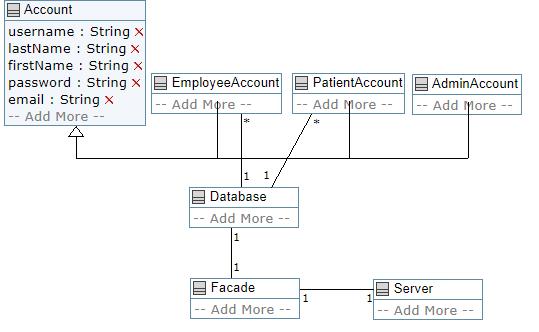 Account
username : String ×
lastName : String ×
firstName : String ×
password : String ×
email : String ×
-- Add More --
EmployeeAccount
-- Add More --
PatientAccount
-- Add More --
AdminAccount
-- Add More --
*
*
1
1
Database
-- Add More --
1
1
Facade
-- Add More --
1
1
Server
-- Add More --